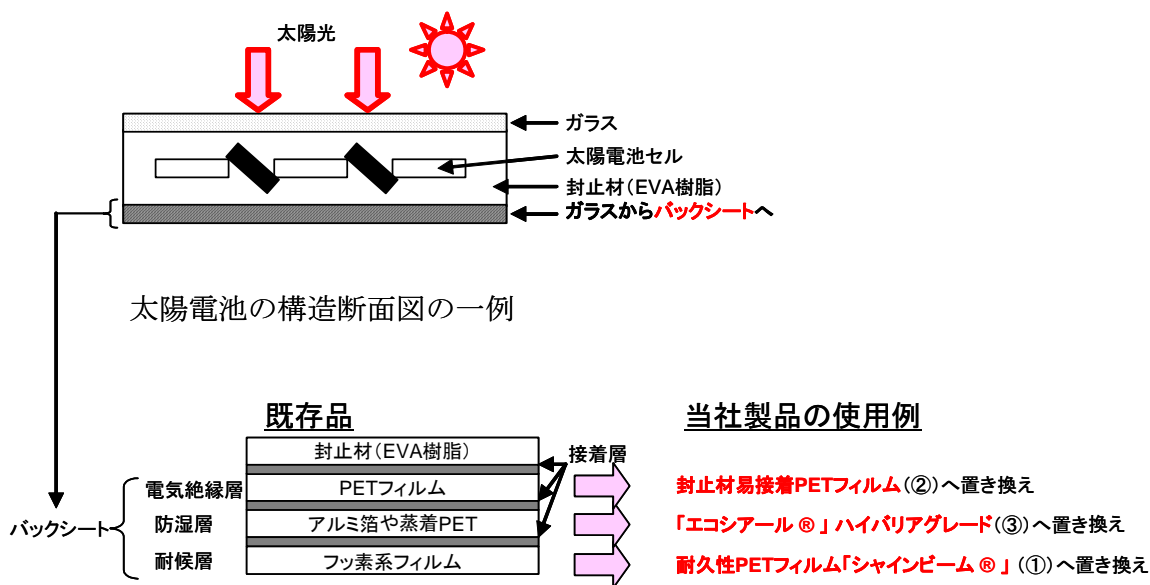 太陽光
ガラス
太陽電池セル
封止材(EVA樹脂)
ガラスからバックシートへ
太陽電池の構造断面図の一例
既存品
当社製品の使用例
封止材(EVA樹脂)
接着層
電気絶縁層
PETフィルム
封止材易接着PETフィルム(②)へ置き換え
バックシート
防湿層
アルミ箔や蒸着PET
「エコシアール ® 」 ハイバリアグレード(③)へ置き換え
耐候層
フッ素系フィルム
耐久性PETフィルム「シャインビーム ® 」 (①)へ置き換え